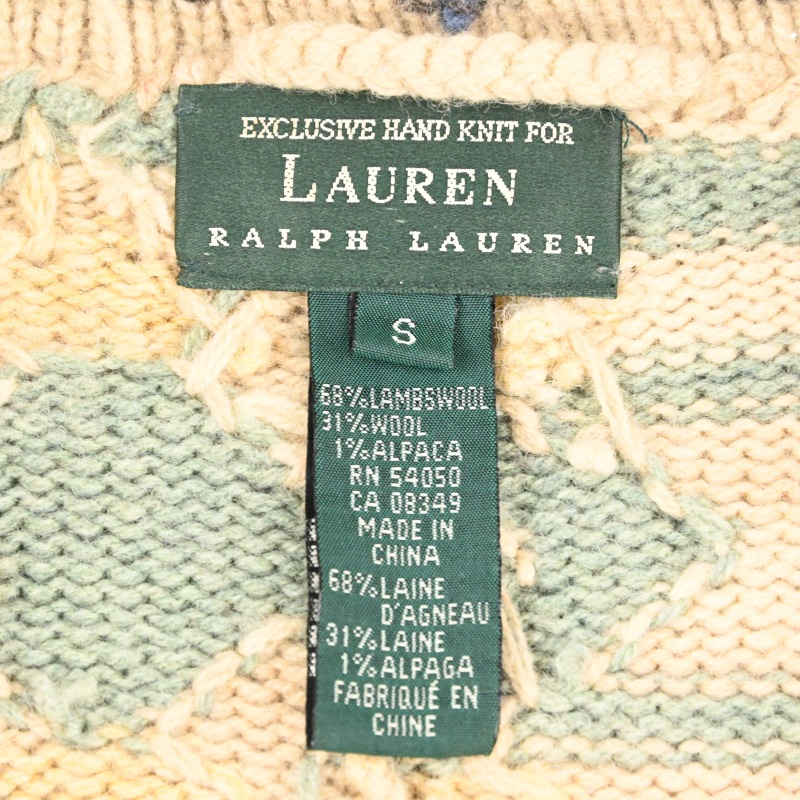 EXCLUSIVE HAND KNIT FOR
LAUREN
RALPH LAUREN
S
68%LAMBSWOOL
31%WOOL
1%ALPACA
RN 54050
CA 08349
MADE IN
CHINA
68%LAINE
D'AGNEAU
31%LAINE
1%ALPAGA
FABRIQUÉ EN
CHINE